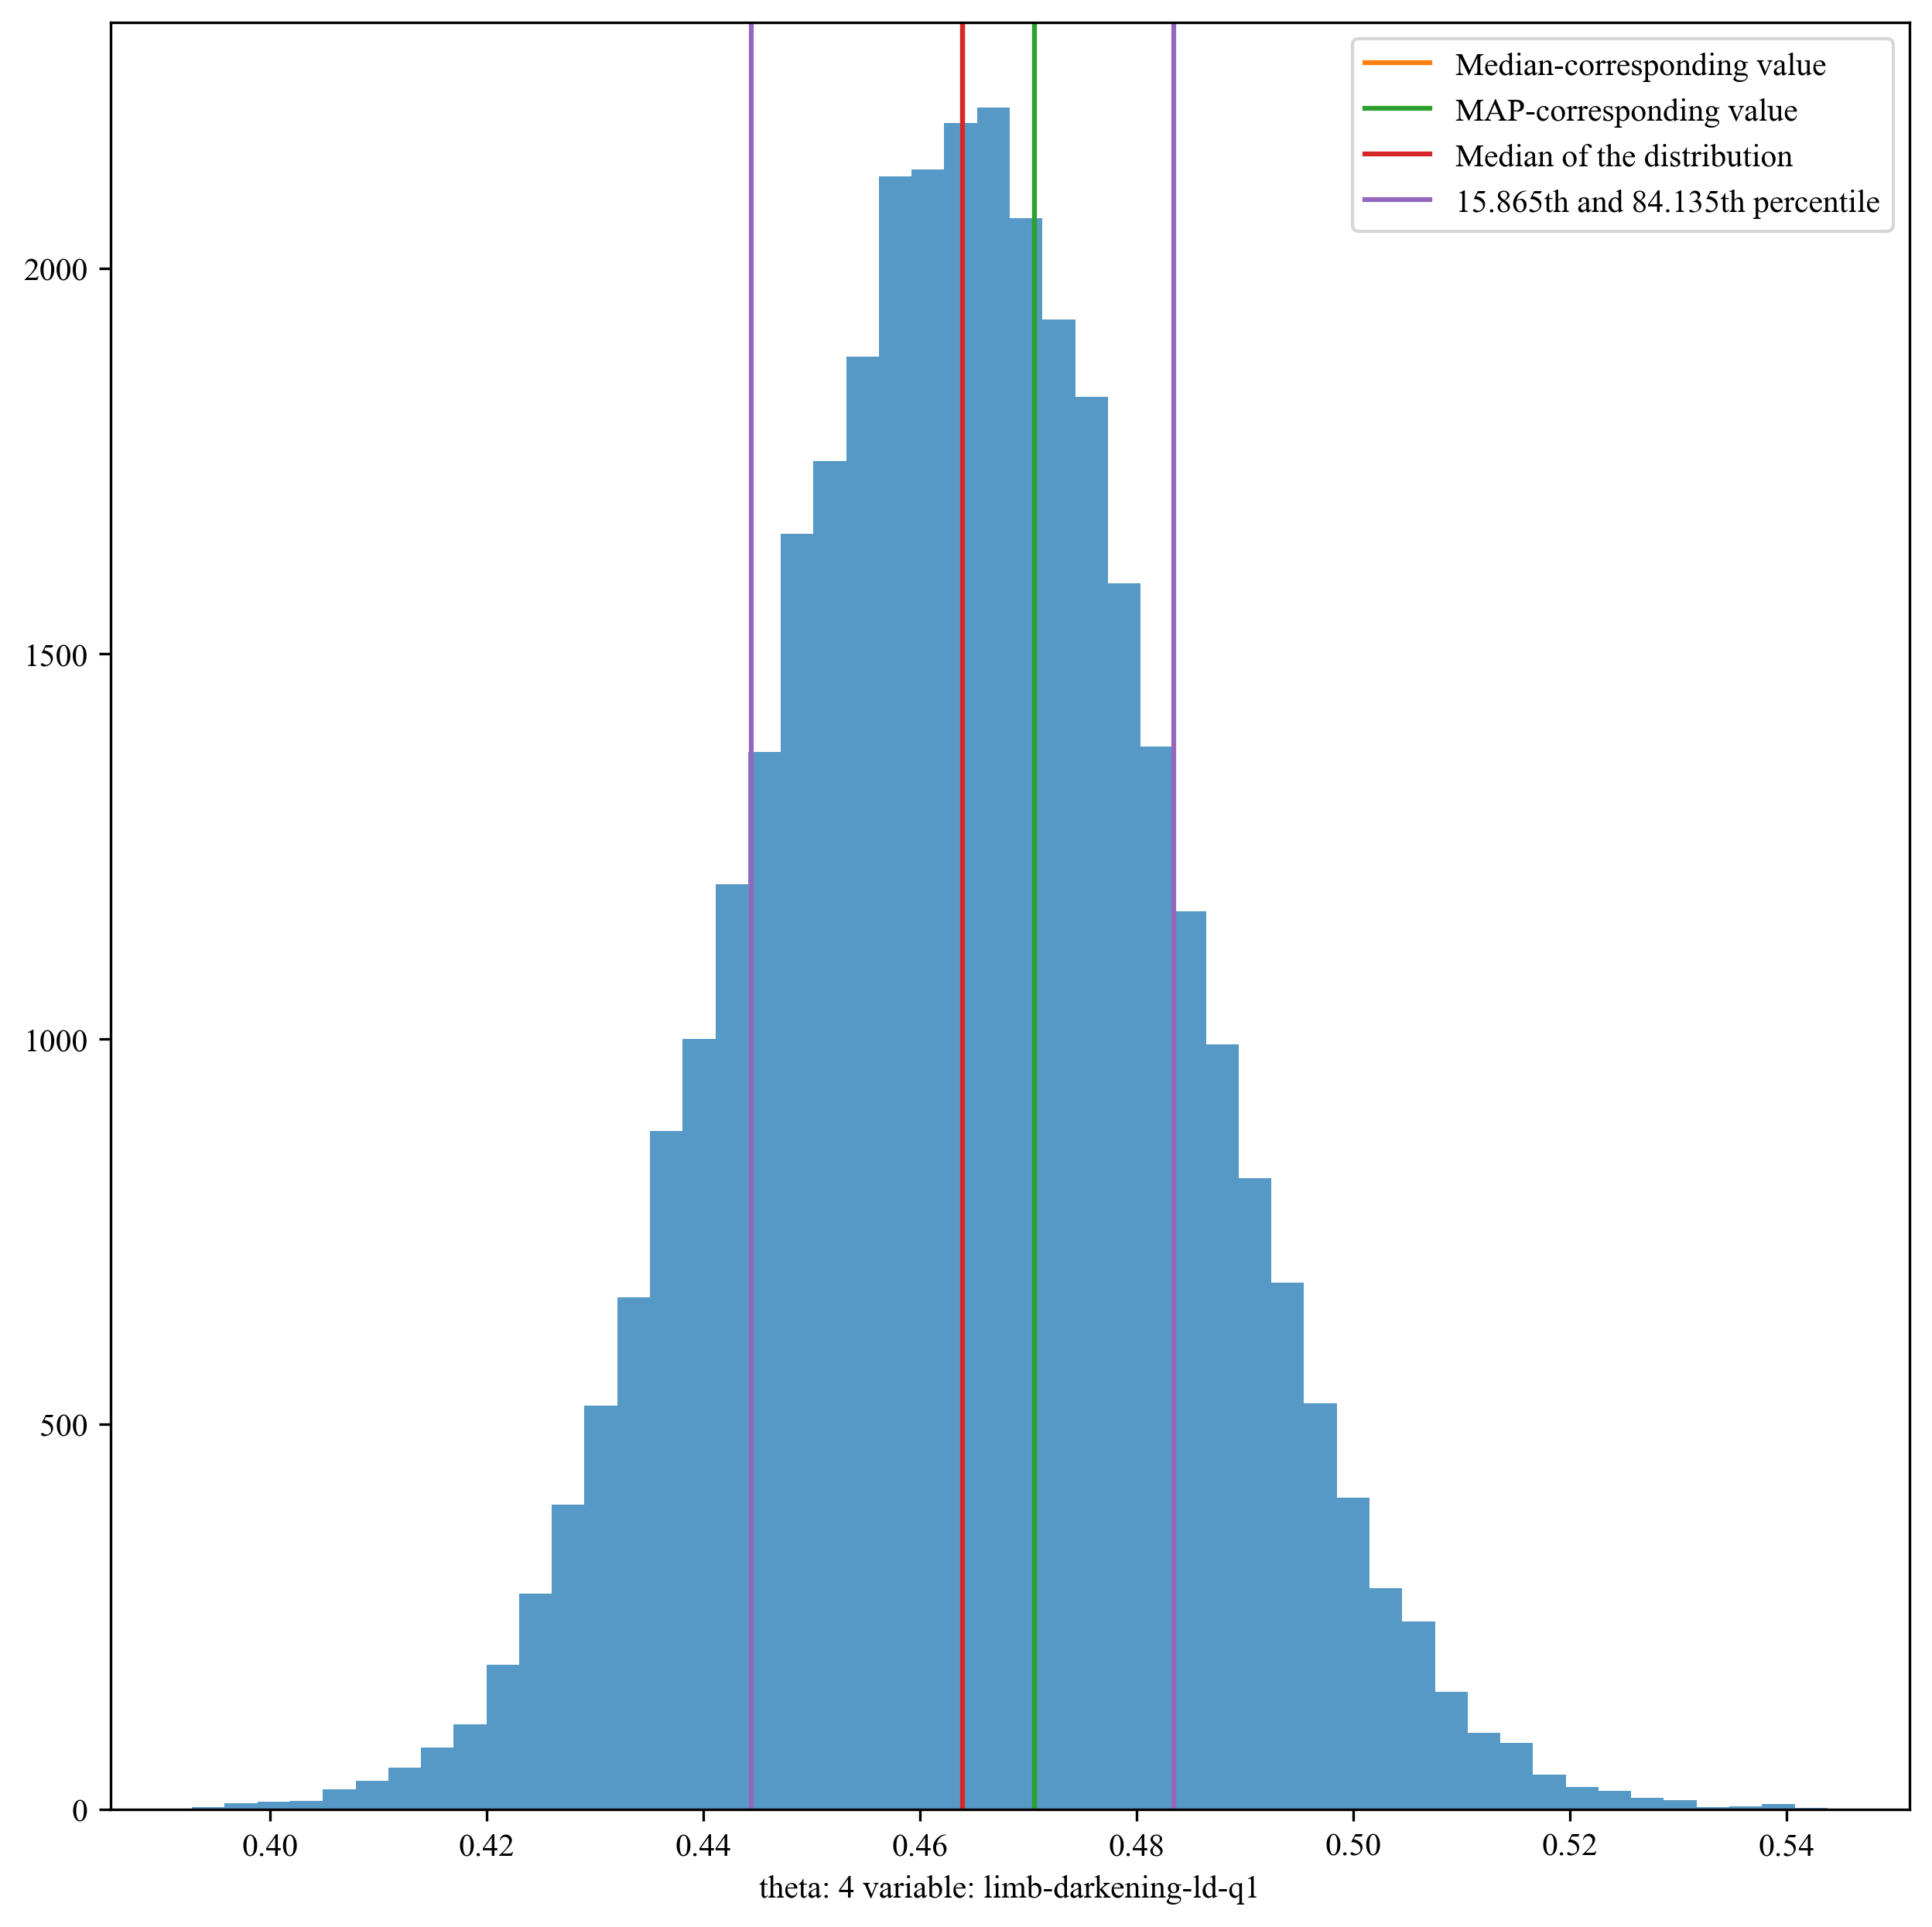 Median-corresponding value
MAP-corresponding value
Median of the distribution
15.865th and 84.135th percentile
2000
1500
1000
500
0
0.40 0.42 0.44 0.46 0.48 0.50 0.52 0.54
theta: 4 variable: limb-darkening-ld-q1